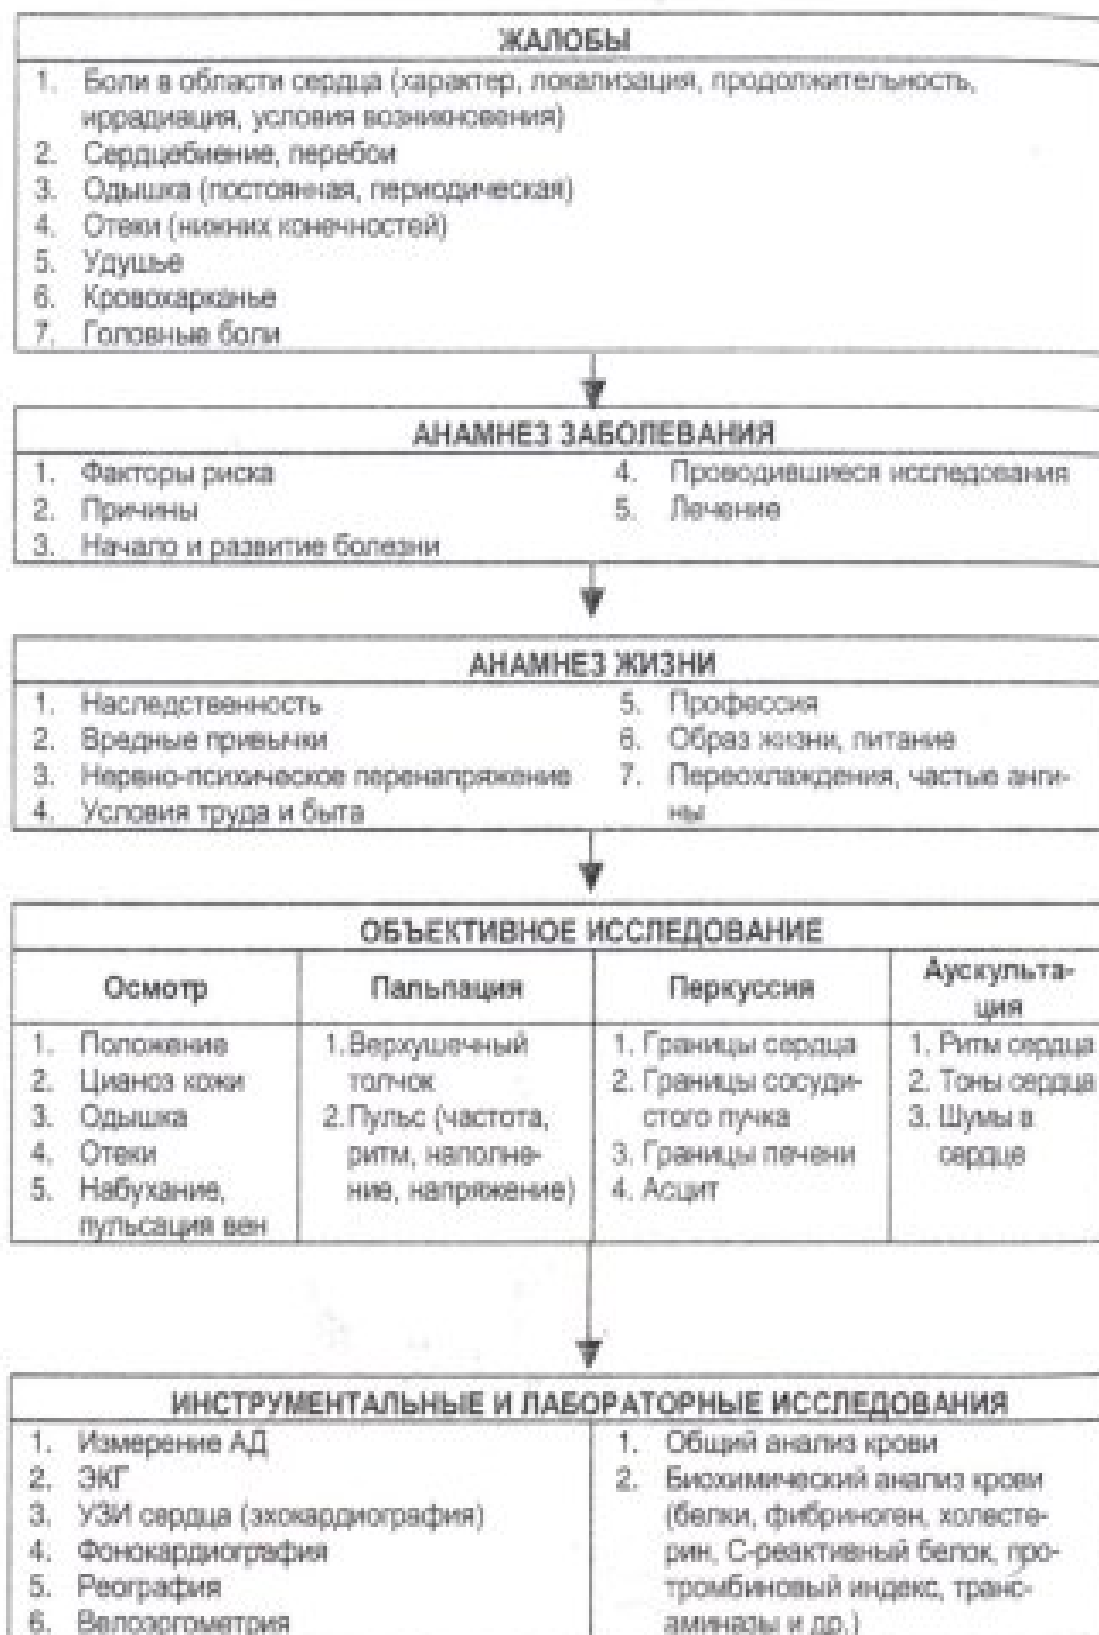 ЖАЛОБЫ
1. Боли в области сердца (характер, локализация, продолжительность,
иррадиация, условия возникновения)
2. Сердцебиение, перебои
3. Одышка (постоянная, периодическая)
4. Отеки (нижних конечностей)
5. Удушье
6. Кровохарканье
7. Головные боли
АНАМНЕЗ ЗАБОЛЕВАНИЯ
1. Факторы риска
2. Причины
3. Начало и развитие болезни
4. Проводившиеся исследования
5. Лечение
АНАМНЕЗ ЖИЗНИ
1. Наследственность
2. Вредные привычки
3. Нервно-психическое перенапряжение
4. Условия труда и быта
5. Профессия
6. Образ жизни, питание
7. Переохлаждения, частые анги-
ны
ОБЪЕКТИВНОЕ ИССЛЕДОВАНИЕ
Осмотр
1. Положение
2. Цианоз кожи
3. Одышка
4. Отеки
5. Набухание,
пульсация вен
Пальпация
1. Верхушечный
толчок
2. Пульс (частота,
ритм, наполне-
ние, напряжение)
Перкуссия
1. Границы сердца
2. Границы сосуди-
стого пучка
3. Границы печени
4. Асцит
Аускульта-
ция
1. Ритм сердца
2. Тоны сердца
3. Шумы в
сердце
ИНСТРУМЕНТАЛЬНЫЕ И ЛАБОРАТОРНЫЕ ИССЛЕДОВАНИЯ
1. Измерение АД
2. ЭКГ
3. УЗИ сердца (эхокардиография)
4. Фонокардиография
5. Реография
6. Велоэргометрия
1. Общий анализ крови
2. Биохимический анализ крови
(белки, фибриноген, холесте-
рин, С-реактивный белок, про-
тромбиновый индекс, транс-
аминазы и др.)